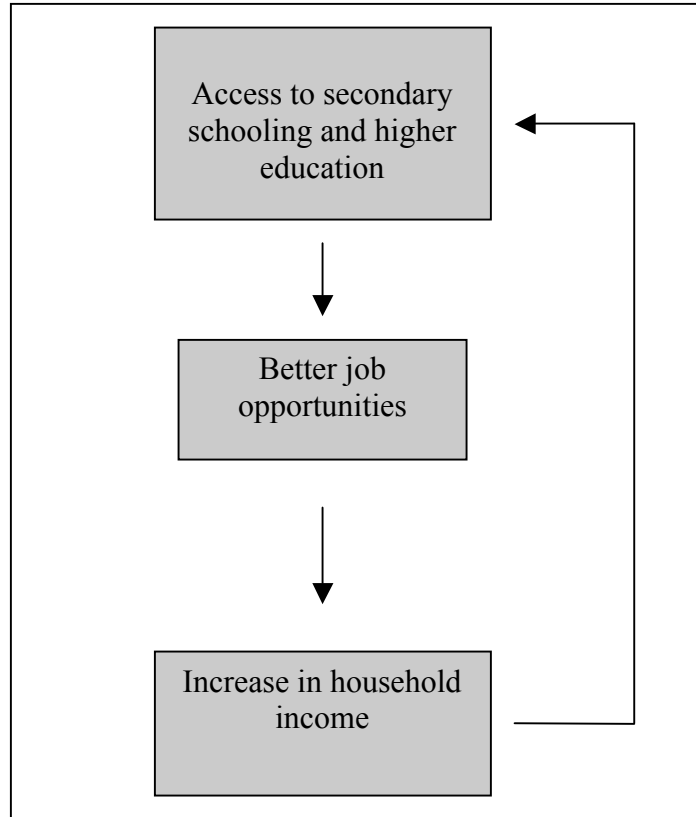 Access to secondary
schooling and higher
education
Better job
opportunities
Increase in household
income